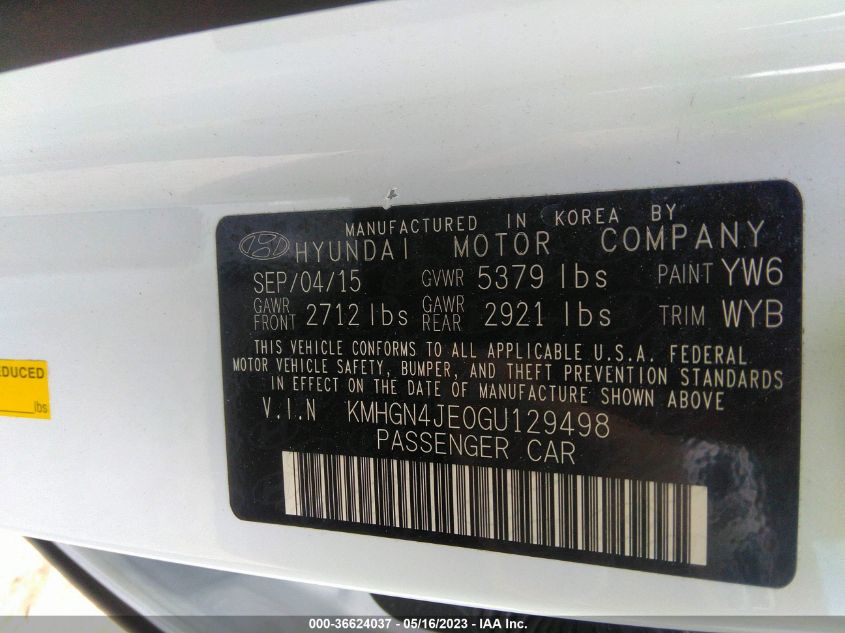 MANUFACTURED IN KOREA BY
HYUNDAI MOTOR COMPANY
SEP/04/15 GVWR 5379 lbs PAINT YW6
GAWR FRONT 2712 lbs GAWR REAR 2921 lbs TRIM WYB
THIS VEHICLE CONFORMS TO ALL APPLICABLE U.S.A. FEDERAL
MOTOR VEHICLE SAFETY, BUMPER, AND THEFT PREVENTION STANDARDS
IN EFFECT ON THE DATE OF MANUFACTURE SHOWN ABOVE
V.I.N KMHGN4JE0GU129498
PASSENGER CAR
EDUCED
lbs
000-36624037 - 05/16/2023 - IAA Inc.